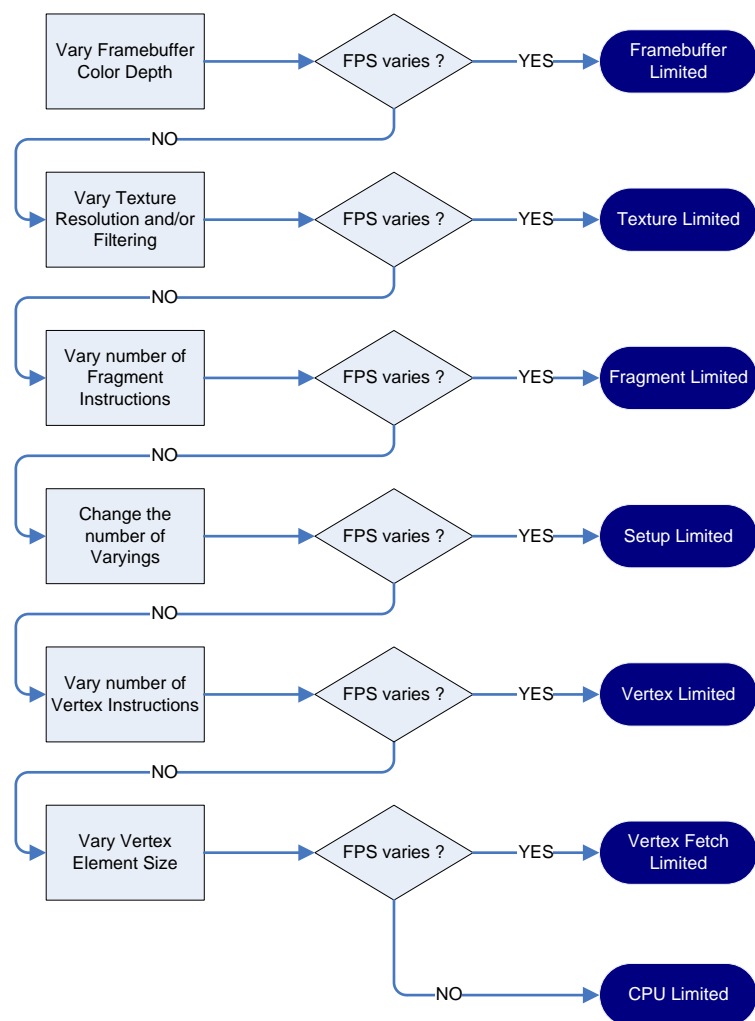 Vary Framebuffer
Color Depth
FPS varies ?
YES
Framebuffer
Limited
NO
Vary Texture
Resolution and/or
Filtering
FPS varies ?
YES
Texture Limited
NO
Vary number of
Fragment
Instructions
FPS varies ?
YES
Fragment Limited
NO
Change the
number of
Varyings
FPS varies ?
YES
Setup Limited
NO
Vary number of
Vertex Instructions
FPS varies ?
YES
Vertex Limited
NO
Vary Vertex
Element Size
FPS varies ?
YES
Vertex Fetch
Limited
NO
CPU Limited